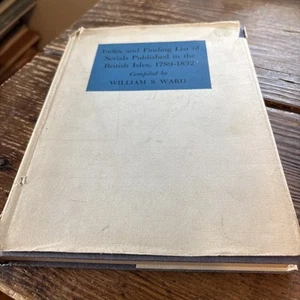 Index and Finding List of
Serials Published in the
British Isles, 1789-1832
Compiled by
WILLIAM S. WARD